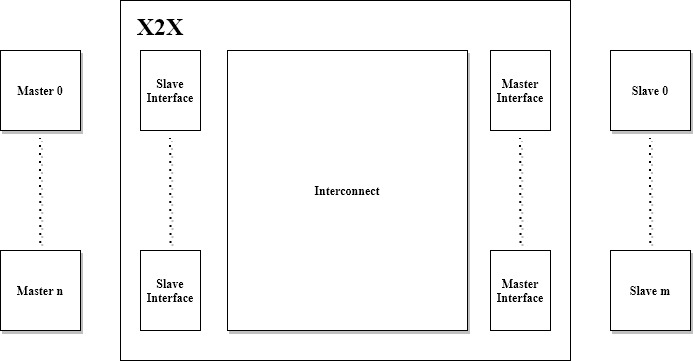 X2X
Master 0
Slave
Interface
Master
Interface
Slave 0
Interconnect
Master n
Slave
Interface
Master
Interface
Slave m